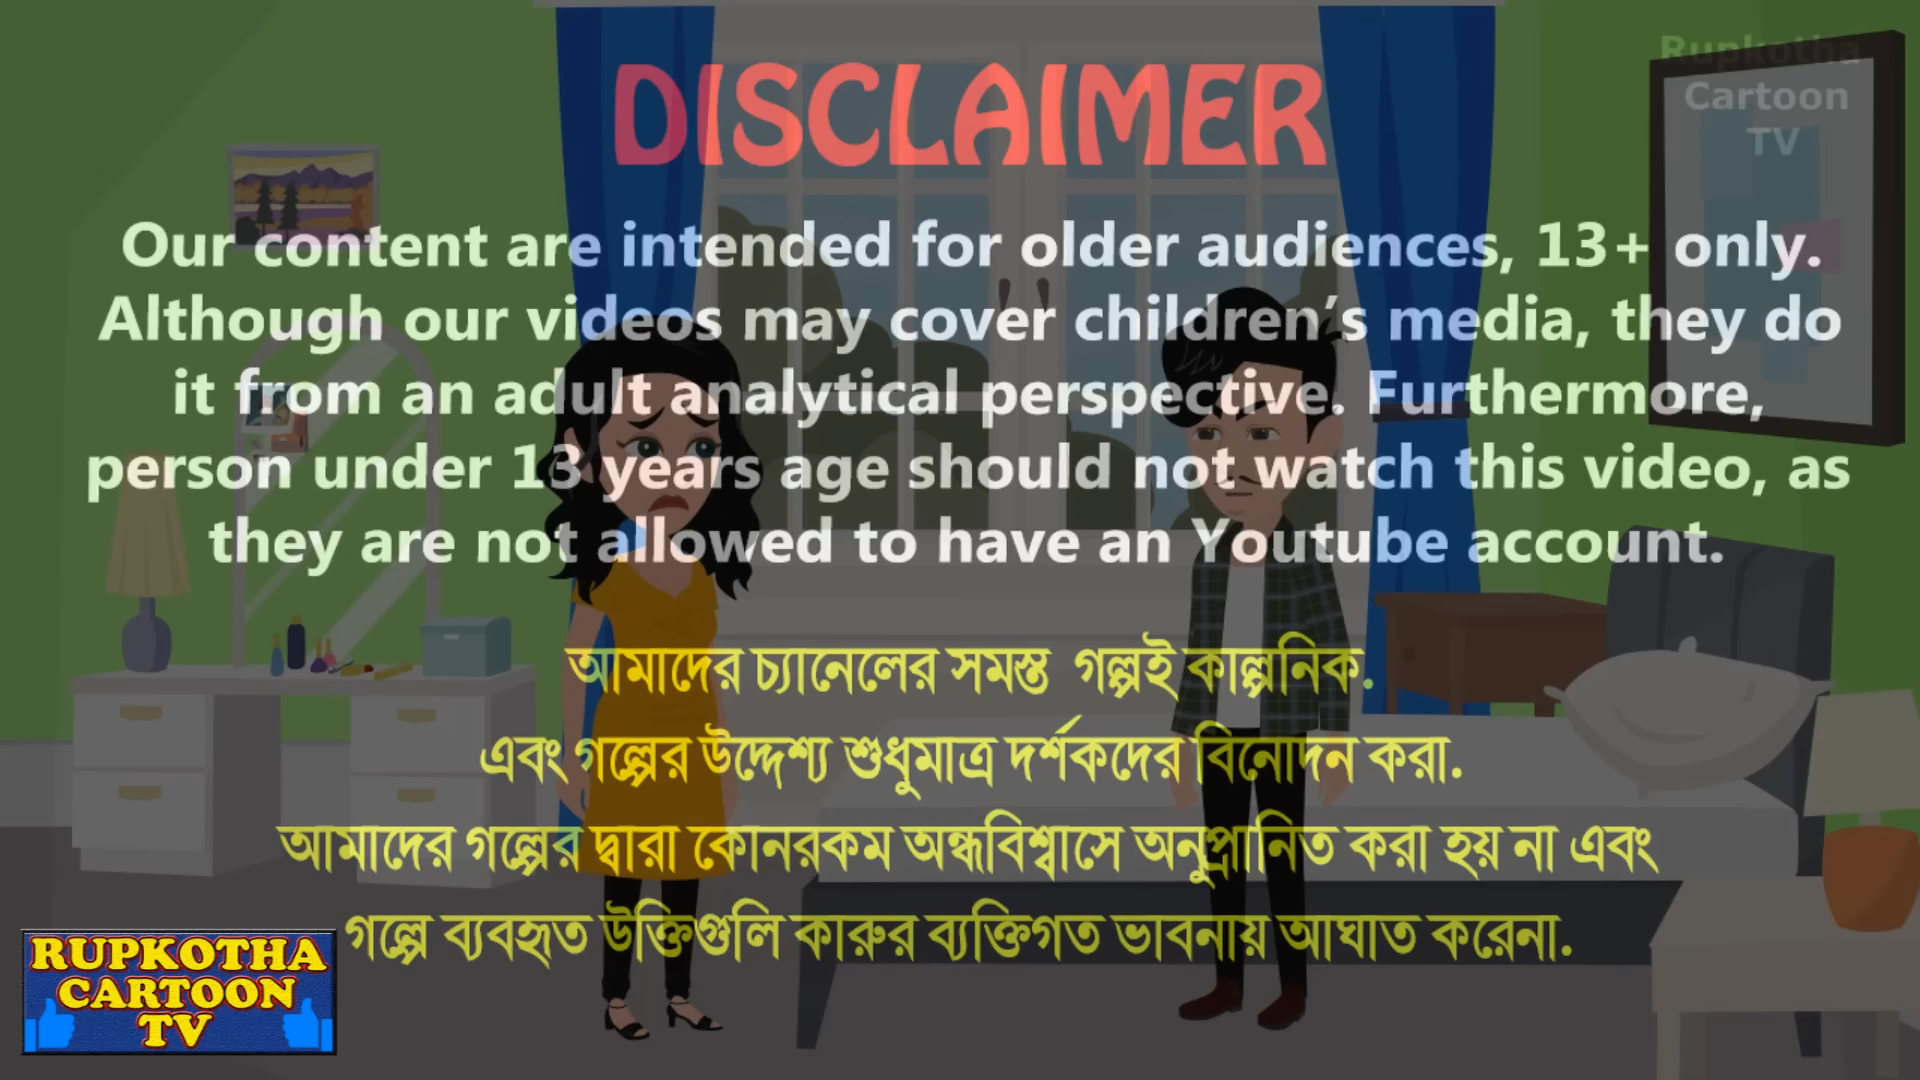 DISCLAIMER
Rupkotha
Cartoon
TV
Our content are intended for older audiences, 13+ only.
Although our videos may cover children’s media, they do
it from an adult analytical perspective. Furthermore,
person under 13 years age should not watch this video, as
they are not allowed to have an Youtube account.
আমাদের চ্যানেলের সমস্ত গল্পই কাল্পনিক.
এবং গল্পের উদ্দেশ্য শুধুমাত্র দর্শকদের বিনোদন করা.
আমাদের গল্পের দ্বারা কোনরকম অন্ধবিশ্বাসে অনুপ্রানিত করা হয় না এবং
গল্পে ব্যবহৃত উক্তিগুলি কারুর ব্যক্তিগত ভাবনায় আঘাত করেনা.
RUPKOTHA
CARTOON
TV